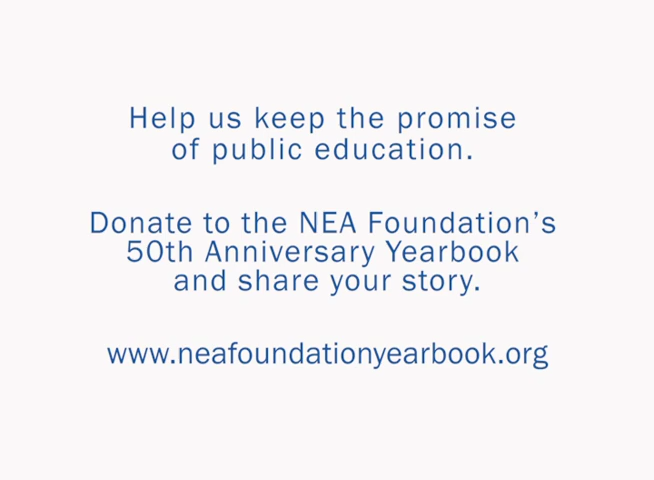 Help us keep the promise
of public education.
Donate to the NEA Foundation’s
50th Anniversary Yearbook
and share your story.
www.neafoundationyearbook.org